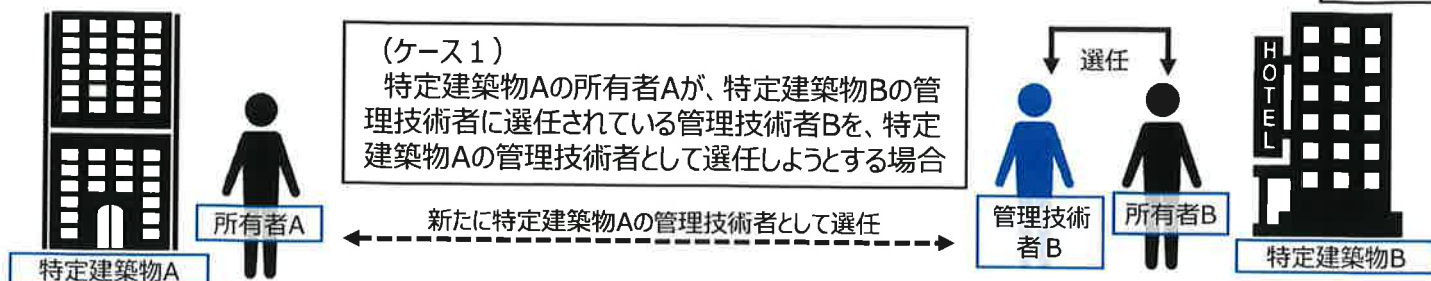 (ケース1)
特定建築物Aの所有者Aが、特定建築物Bの管
理技術者に選任されている管理技術者Bを、特定
建築物Aの管理技術者として選任しようとする場合
選任
HOTEL
所有者A
新たに特定建築物Aの管理技術者として選任
管理技術
者B
所有者B
特定建築物A
特定建築物B